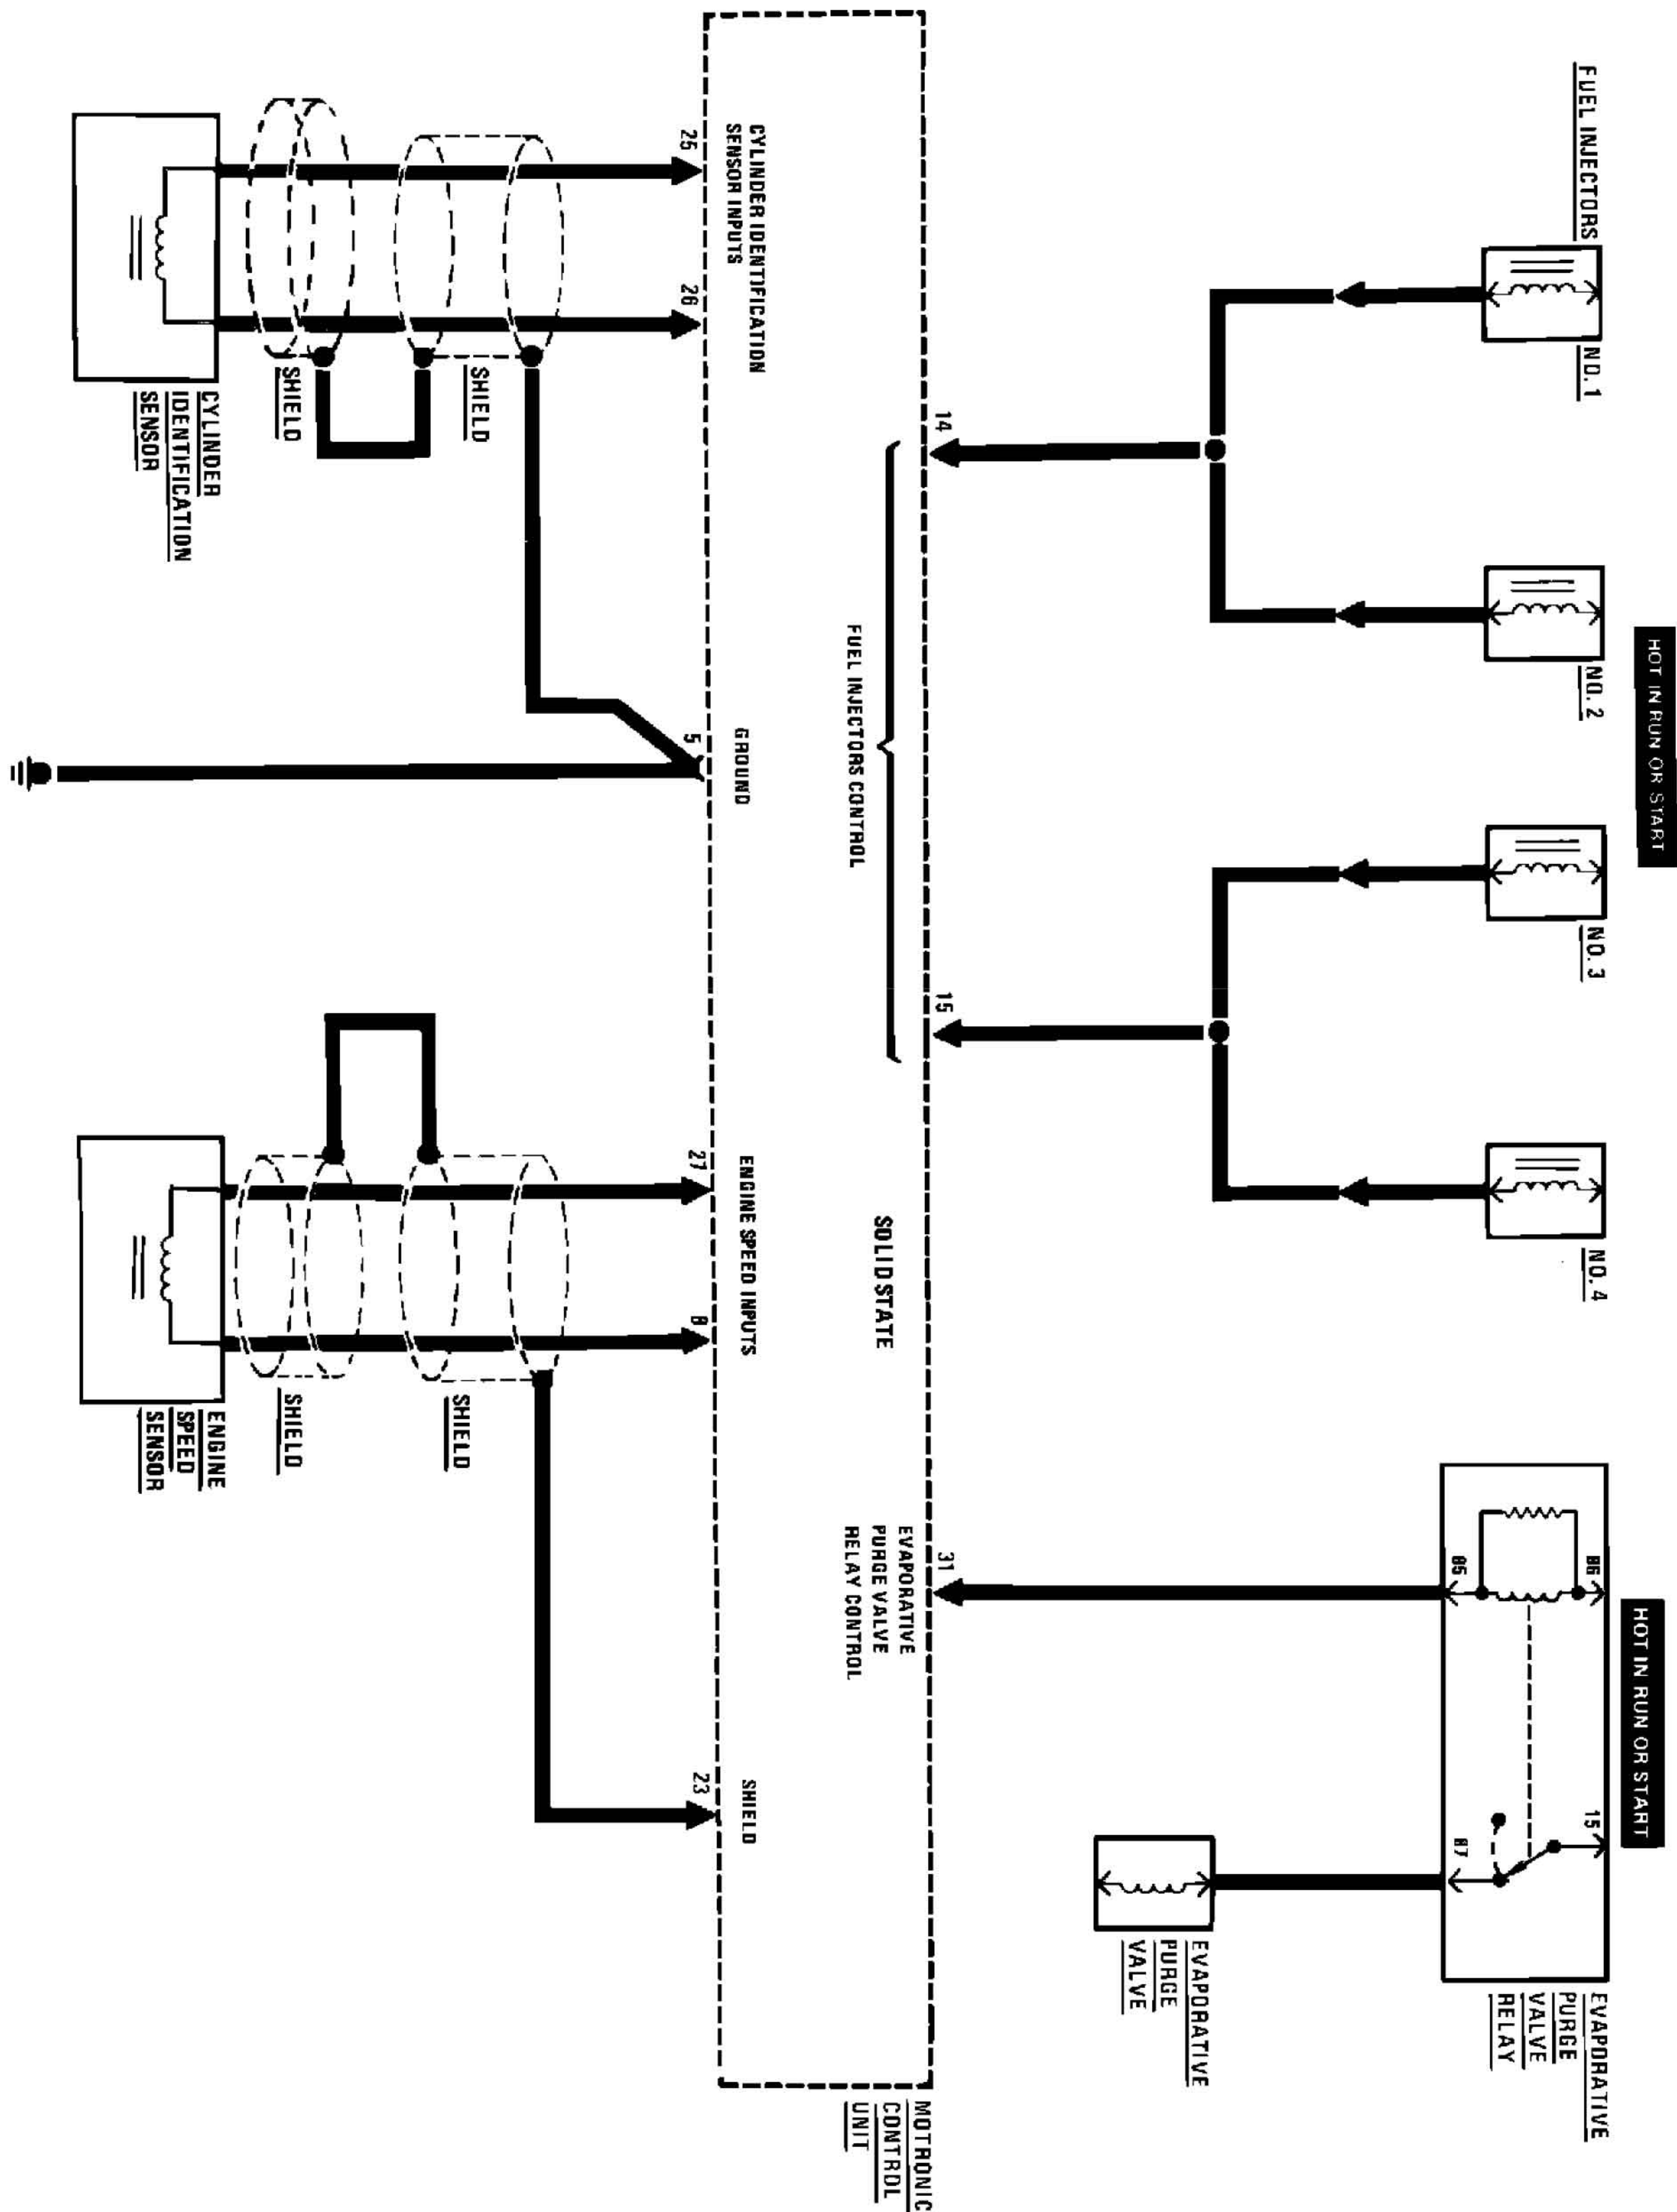 HOT IN RUN OR START
HOT IN RUN OR START
FUEL INJECTORS
NO. 1
NO. 2
NO. 3
NO. 4
86
15
85
87
EVAPORATIVE
PURGE
VALVE
RELAY
EVAPORATIVE
PURGE
VALVE
14
15
31
FUEL INJECTORS CONTROL
SOLID STATE
EVAPORATIVE
PURGE VALVE
RELAY CONTROL
MOTRONIC
CONTROL
UNIT
CYLINDER IDENTIFICATION
SENSOR INPUTS
GROUND
ENGINE SPEED INPUTS
SHIELD
25
26
5
27
8
23
SHIELD
SHIELD
SHIELD
SHIELD
CYLINDER
IDENTIFICATION
SENSOR
ENGINE
SPEED
SENSOR